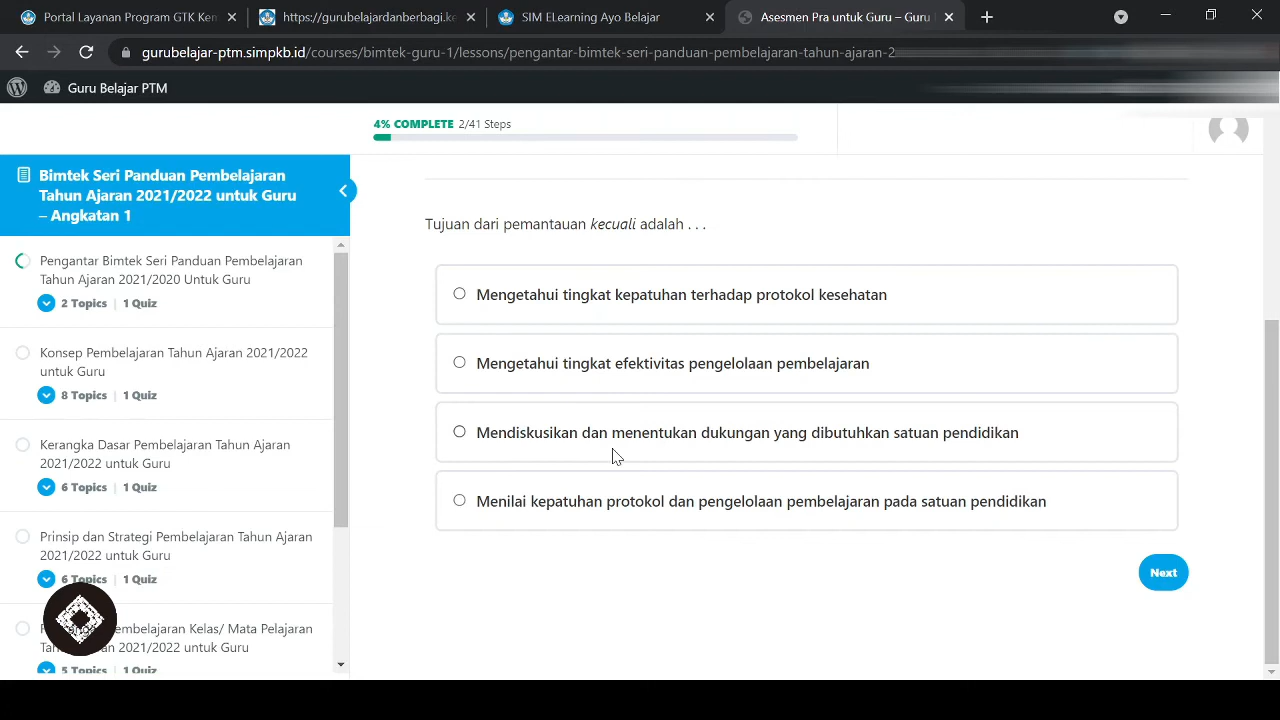 Portal Layanan Program GTK Kem
https://gurubelajardanberbagi.ke
SIM ELearning Ayo Belajar
Asesmen Pra untuk Guru – Guru
gurubelajar-ptm.simpkb.id/courses/bimtek-guru-1/lessons/pengantar-bimtek-seri-panduan-pembelajaran-tahun-ajaran-2
Guru Belajar PTM
4% COMPLETE 2/41 Steps
Bimtek Seri Panduan Pembelajaran
Tahun Ajaran 2021/2022 untuk Guru
– Angkatan 1
Pengantar Bimtek Seri Panduan Pembelajaran
Tahun Ajaran 2021/2020 Untuk Guru
2 Topics | 1 Quiz
Konsep Pembelajaran Tahun Ajaran 2021/2022
untuk Guru
8 Topics | 1 Quiz
Kerangka Dasar Pembelajaran Tahun Ajaran
2021/2022 untuk Guru
6 Topics | 1 Quiz
Prinsip dan Strategi Pembelajaran Tahun Ajaran
2021/2022 untuk Guru
6 Topics | 1 Quiz
Pembelajaran Kelas/ Mata Pelajaran
2021/2022 untuk Guru
5 Topics | 1 Quiz
Tujuan dari pemantauan kecuali adalah . . .
Mengetahui tingkat kepatuhan terhadap protokol kesehatan
Mengetahui tingkat efektivitas pengelolaan pembelajaran
Mendiskusikan dan menentukan dukungan yang dibutuhkan satuan pendidikan
Menilai kepatuhan protokol dan pengelolaan pembelajaran pada satuan pendidikan
Next